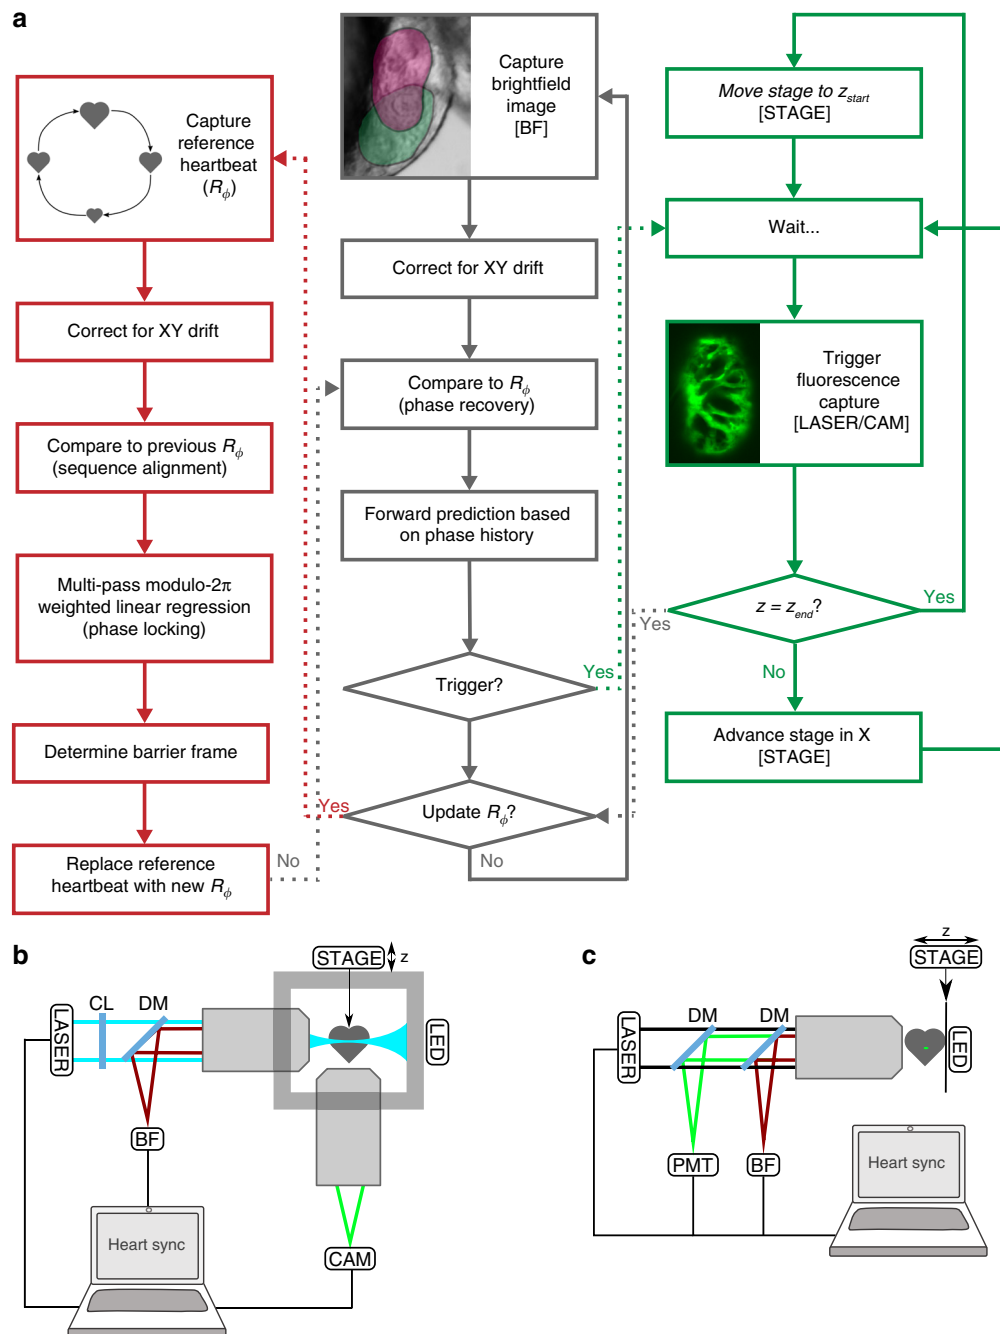 a
Capture
reference
heartbeat
(Rϕ)
Correct for XY drift
Compare to previous Rϕ
(sequence alignment)
Multi-pass modulo-2π
weighted linear regression
(phase locking)
Determine barrier frame
Replace reference
heartbeat with new Rϕ
No
Yes
Capture
brightfield
image
[BF]
Correct for XY drift
Compare to Rϕ
(phase recovery)
Forward prediction based
on phase history
Trigger?
Yes
Update Rϕ?
No
Move stage to zstart
[STAGE]
Wait...
Trigger
fluorescence
capture
[LASER/CAM]
z = zend?
Yes
Yes
No
Advance stage in X
[STAGE]
b
STAGE
z
CL
DM
LASER
LED
BF
Heart sync
CAM
c
z
STAGE
DM
DM
LASER
LED
PMT
BF
Heart sync